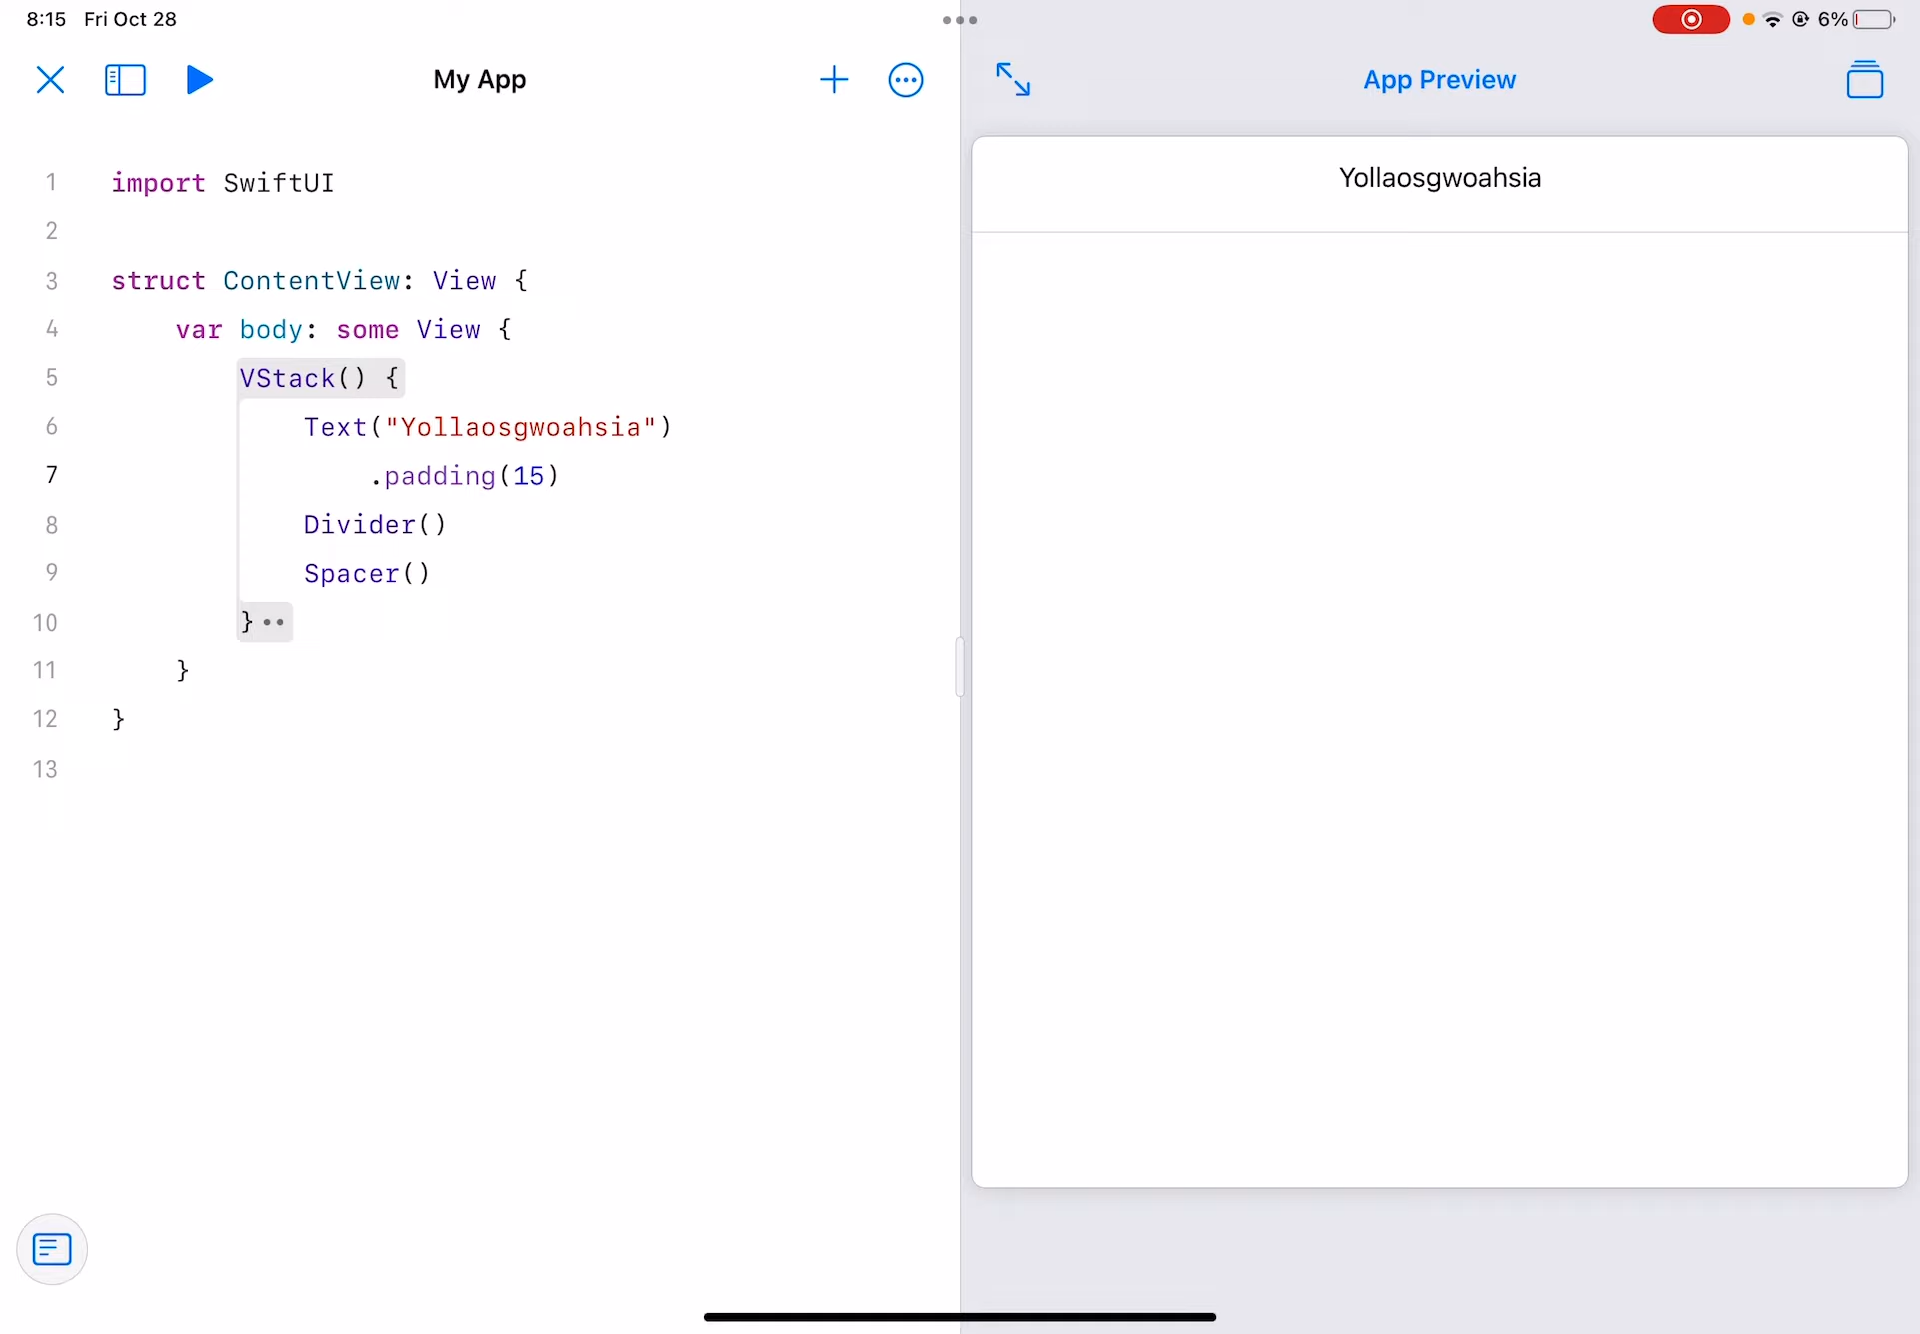 8:15 Fri Oct 28
6%
My App
App Preview
1 import SwiftUI
2
3 struct ContentView: View {
4 var body: some View {
5 VStack() {
6 Text("Yollaosgwoahsia")
7 .padding(15)
8 Divider()
9 Spacer()
10 }
11 }
12 }
13
Yollaosgwoahsia